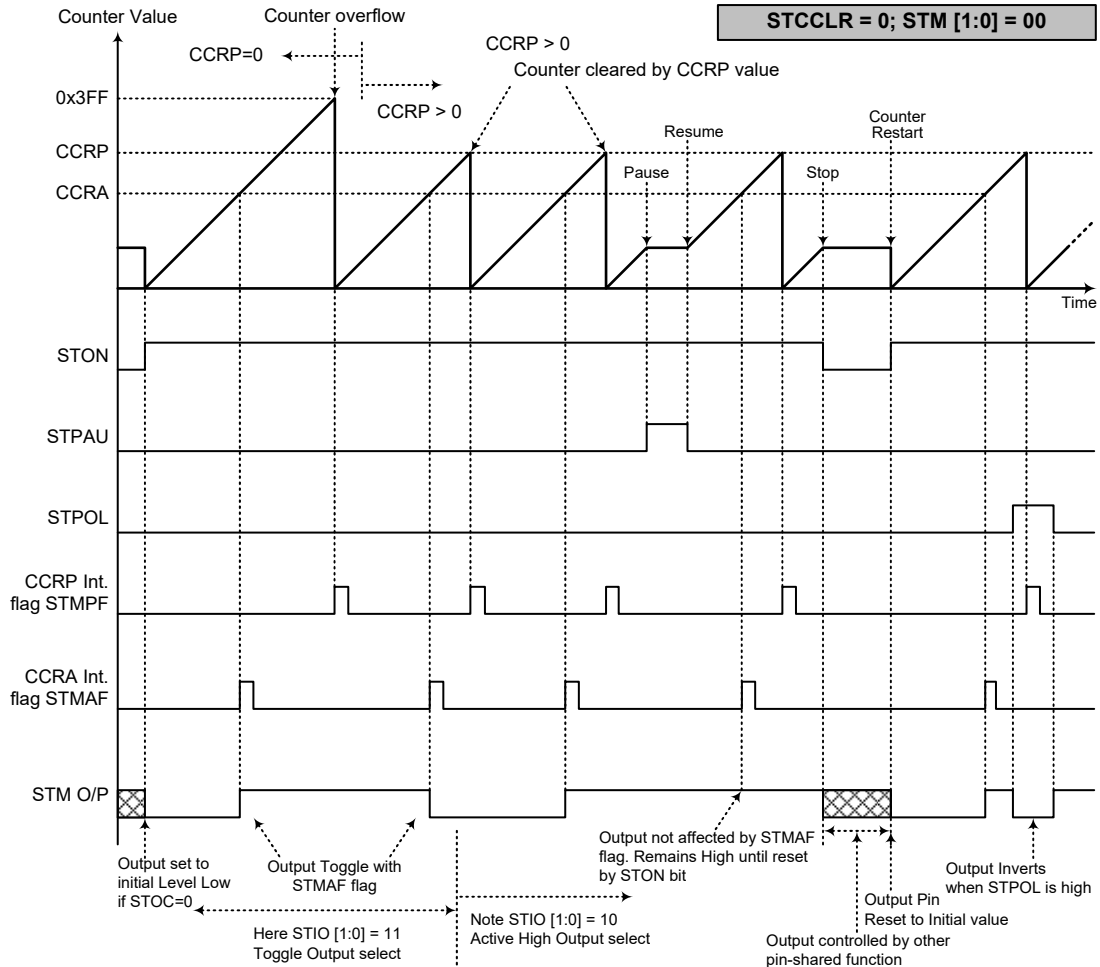 Counter Value
Counter overflow
STCCLR = 0; STM [1:0] = 00
CCRP=0
CCRP > 0
CCRP > 0
Counter cleared by CCRP value
0x3FF
CCRP
CCRA
Pause
Resume
Stop
Counter
Restart
Time
STON
STPAU
STPOL
CCRP Int.
flag STMPF
CCRA Int.
flag STMAF
STM O/P
Output set to
initial Level Low
if STOC=0
Output Toggle with
STMAF flag
Output not affected by STMAF
flag. Remains High until reset
by STON bit
Output Inverts
when STPOL is high
Output Pin
Reset to Initial value
Here STIO [1:0] = 11
Toggle Output select
Note STIO [1:0] = 10
Active High Output select
Output controlled by other
pin-shared function